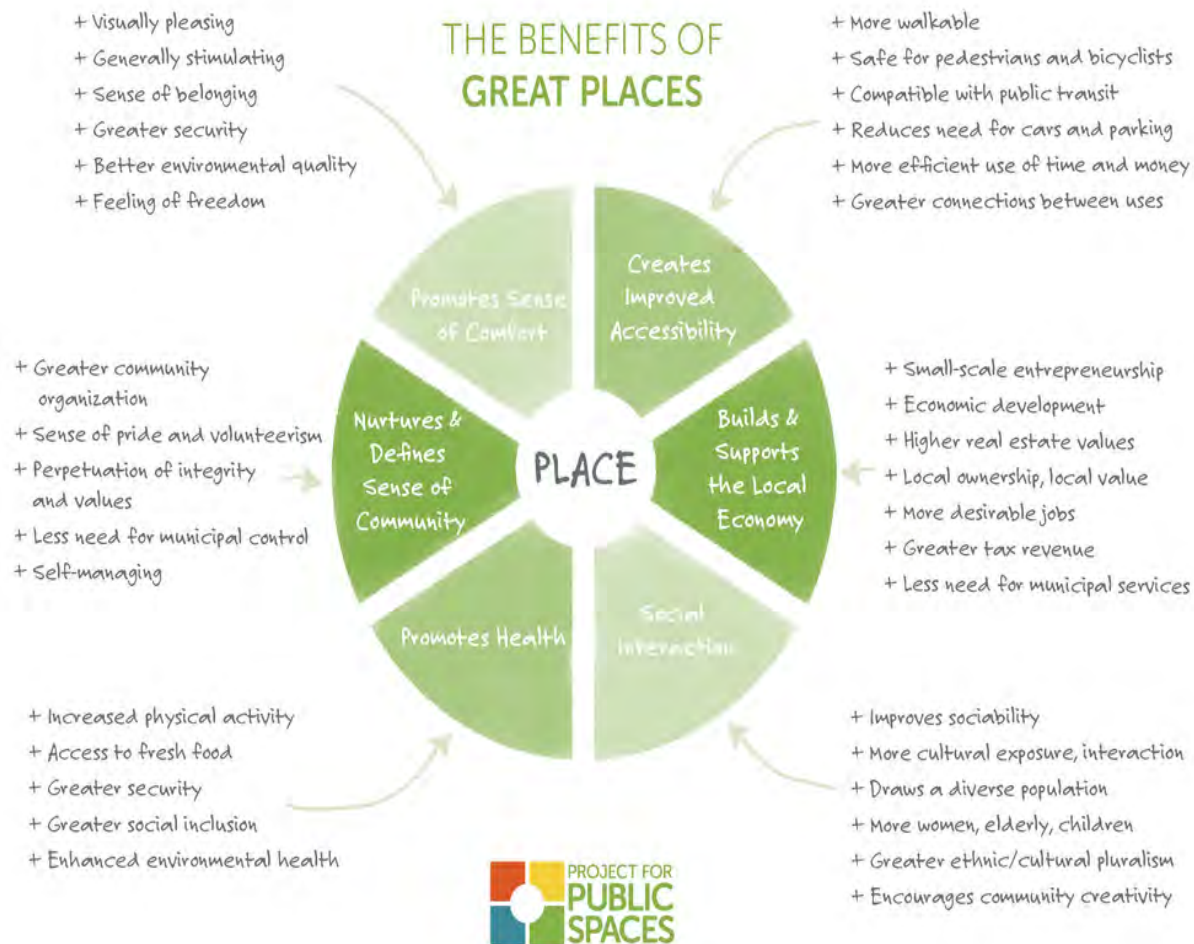 THE BENEFITS OF
GREAT PLACES
+ Visually pleasing
+ Generally stimulating
+ Sense of belonging
+ Greater security
+ Better environmental quality
+ Feeling of freedom
+ More walkable
+ Safe for pedestrians and bicyclists
+ Compatible with public transit
+ Reduces need for cars and parking
+ More efficient use of time and money
+ Greater connections between uses
Promotes Sense
of Comfort
Creates
Improved
Accessibility
+ Greater community
organization
+ Sense of pride and volunteerism
+ Perpetuation of integrity
and values
+ Less need for municipal control
+ Self-managing
Nurtures &
Defines
Sense of
Community
PLACE
Builds &
Supports
the Local
Economy
+ Small-scale entrepreneurship
+ Economic development
+ Higher real estate values
+ Local ownership, local value
+ More desirable jobs
+ Greater tax revenue
+ Less need for municipal services
Promotes Health
Social
Interaction
+ Increased physical activity
+ Access to fresh food
+ Greater security
+ Greater social inclusion
+ Enhanced environmental health
+ Improves sociability
+ More cultural exposure, interaction
+ Draws a diverse population
+ More women, elderly, children
+ Greater ethnic/cultural pluralism
+ Encourages community creativity
PROJECT FOR
PUBLIC
SPACES